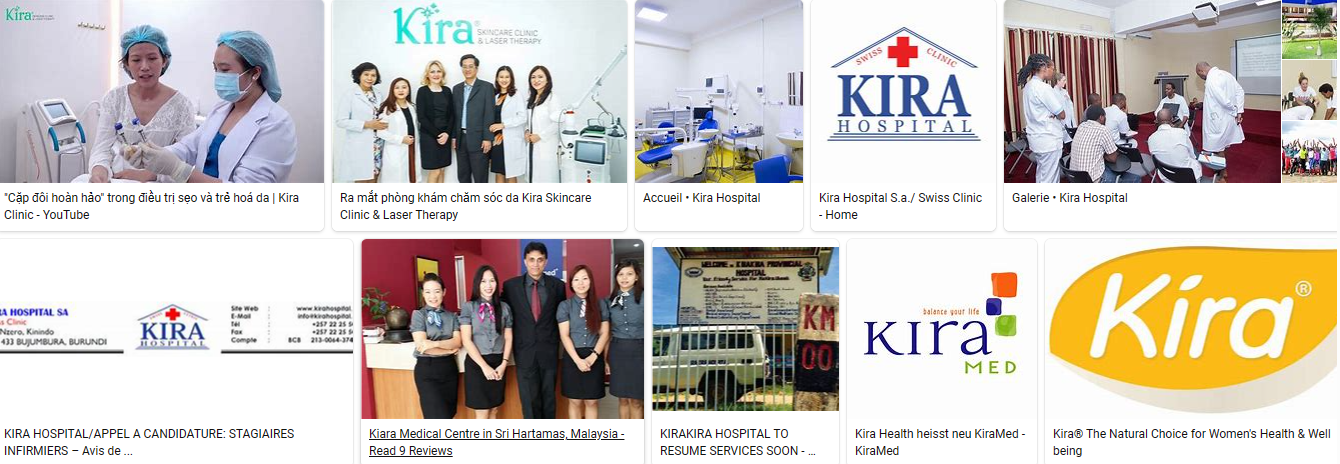 Kira
Kira® SKINCARE CLINIC
& LASER THERAPY
SWISS CLINIC
KIRA
HOSPITAL
"Cặp đôi hoàn hảo" trong điều trị sẹo và trẻ hoá da | Kira
Clinic - YouTube
Ra mắt phòng khám chăm sóc da Kira Skincare
Clinic & Laser Therapy
Accueil • Kira Hospital
Kira Hospital S.a./ Swiss Clinic
- Home
Galerie • Kira Hospital
RA HOSPITAL SA
ss Clinic
Nzero, Kinindo
433 BUJUMBURA, BURUNDI
KIRA
HOSPITAL
Site Web : www.kirahospital.
E-Mail : info@kirahospital
Tél : +257 22 25 5
Fax : +257 22 25
Compte : BCB 213-0064-374
WELCOME TO KIRAKIRA PROVINCIAL
HOSPITAL
KM
00
balance your life
kira
MED
Kira®
KIRA HOSPITAL/APPEL A CANDIDATURE: STAGIAIRES
INFIRMIERS – Avis de ...
Kiara Medical Centre in Sri Hartamas, Malaysia -
Read 9 Reviews
KIRAKIRA HOSPITAL TO
RESUME SERVICES SOON - ...
Kira Health heisst neu KiraMed -
KiraMed
Kira® The Natural Choice for Women's Health & Well
being